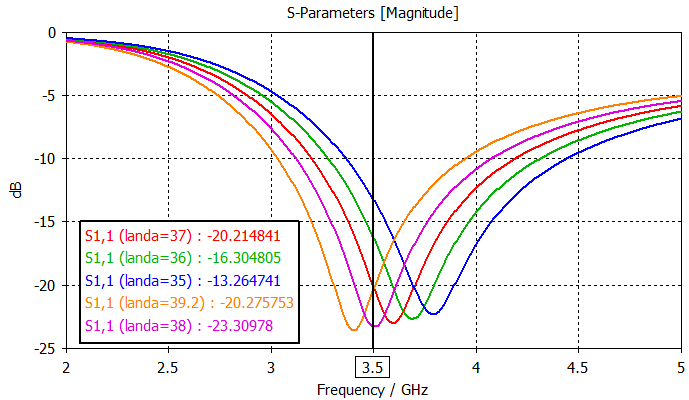 S-Parameters [Magnitude]
0
-5
-10
-15
-20
-25
dB
S1,1 (landa=37) : -20.214841
S1,1 (landa=36) : -16.304805
S1,1 (landa=35) : -13.264741
S1,1 (landa=39.2) : -20.275753
S1,1 (landa=38) : -23.30978
2 2.5 3 3.5 4 4.5 5
Frequency / GHz